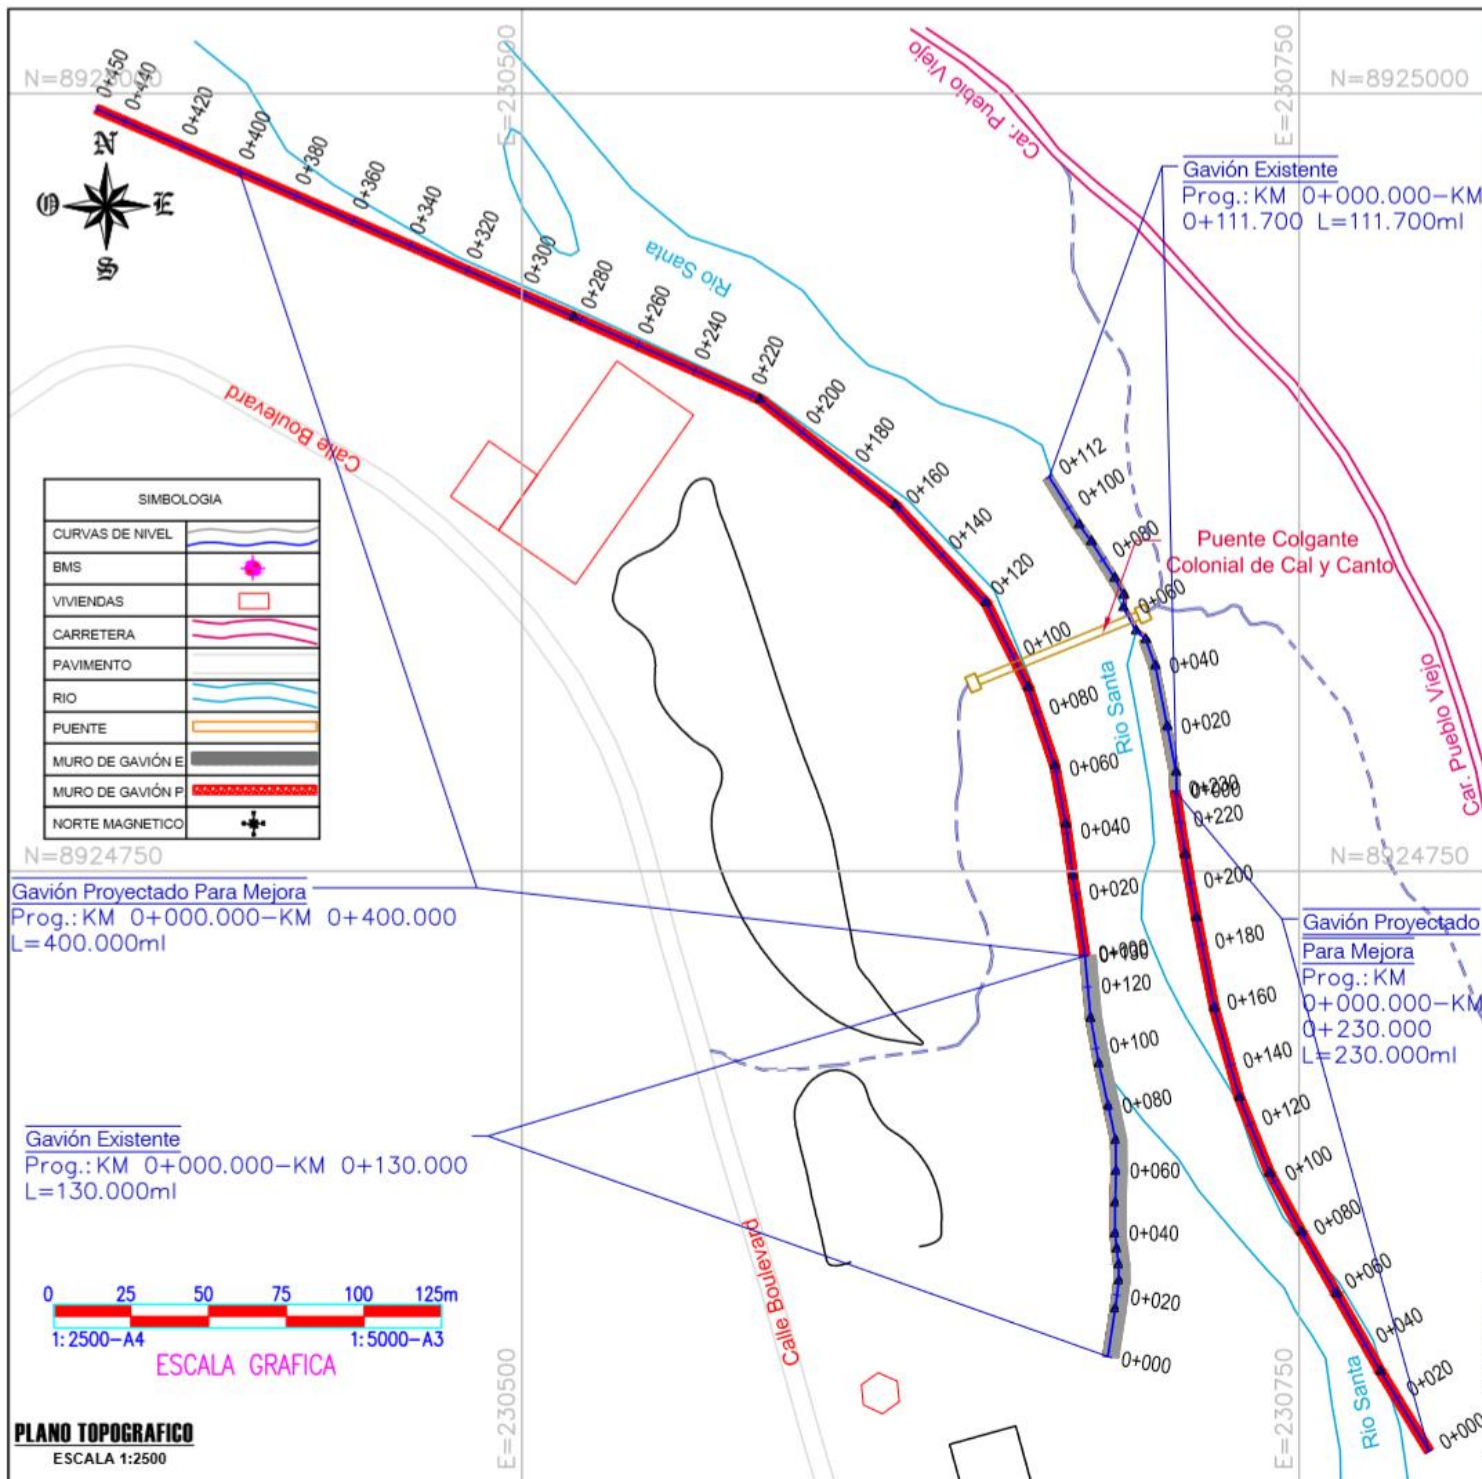 N=8925000
E=230500
E=230750
N=8925000
0+450
0+440
0+420
0+400
0+380
0+360
0+340
0+320
0+300
0+280
0+260
0+240
0+220
0+200
0+180
0+160
0+140
0+120
0+100
0+080
0+060
0+040
0+020
N
O
E
S
Rio Santa
Car. Pueblo Viejo
Gavión Existente
Prog.: KM 0+000.000-KM
0+111.700 L=111.700ml
Calle Boulevard
0+112
0+100
0+080
0+060
0+040
0+020
Puente Colgante
Colonial de Cal y Canto
Rio Santa
Car. Pueblo Viejo
SIMBOLOGIA
CURVAS DE NIVEL
BMS
VIVIENDAS
CARRETERA
PAVIMENTO
RIO
PUENTE
MURO DE GAVIÓN E
MURO DE GAVIÓN P
NORTE MAGNETICO
N=8924750
N=8924750
Gavión Proyectado Para Mejora
Prog.: KM 0+000.000-KM 0+400.000
L=400.000ml
Gavión Proyectado
Para Mejora
Prog.: KM
0+000.000-KM
0+230.000
L=230.000ml
0+220
0+200
0+180
0+160
0+140
0+120
0+100
0+080
0+060
0+040
0+020
0+000
0+120
0+100
0+080
0+060
0+040
0+020
0+000
Gavión Existente
Prog.: KM 0+000.000-KM 0+130.000
L=130.000ml
Calle Boulevard
Rio Santa
0 25 50 75 100 125m
1:2500-A4 1:5000-A3
ESCALA GRAFICA
E=230500
E=230750
PLANO TOPOGRAFICO
ESCALA 1:2500